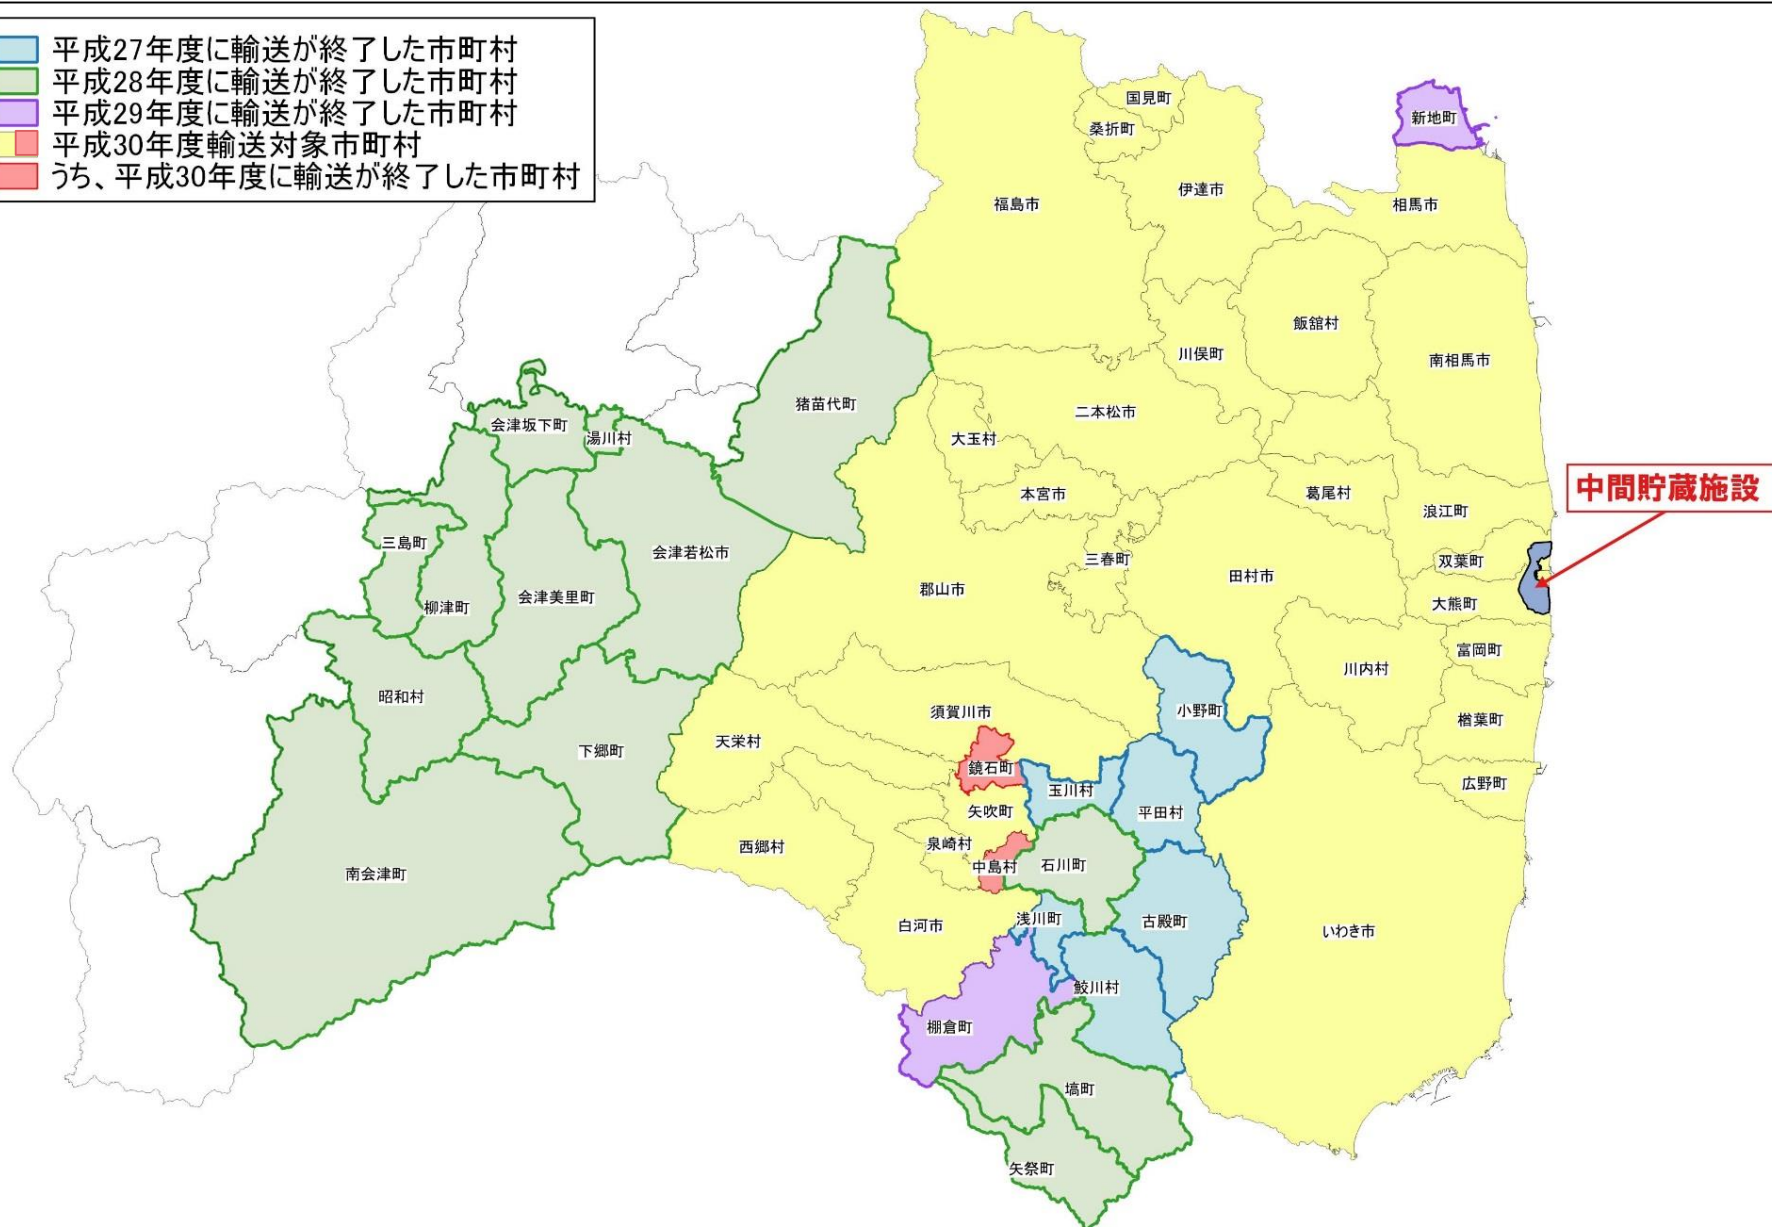 平成27年度に輸送が終了した市町村
平成28年度に輸送が終了した市町村
平成29年度に輸送が終了した市町村
平成30年度輸送対象市町村
うち、平成30年度に輸送が終了した市町村
国見町
桑折町
新地町
伊達市
福島市
相馬市
飯舘村
川俣町
南相馬市
猪苗代町
二本松市
会津坂下町
湯川村
大玉村
本宮市
葛尾村
中間貯蔵施設
浪江町
三島町
会津若松市
三春町
双葉町
田村市
郡山市
会津美里町
柳津町
大熊町
富岡町
川内村
昭和村
須賀川市
小野町
楢葉町
天栄村
下郷町
鏡石町
広野町
玉川村
矢吹町
平田村
泉崎村
西郷村
中島村
石川町
南会津町
浅川町
古殿町
白河市
いわき市
鮫川村
棚倉町
塙町
矢祭町